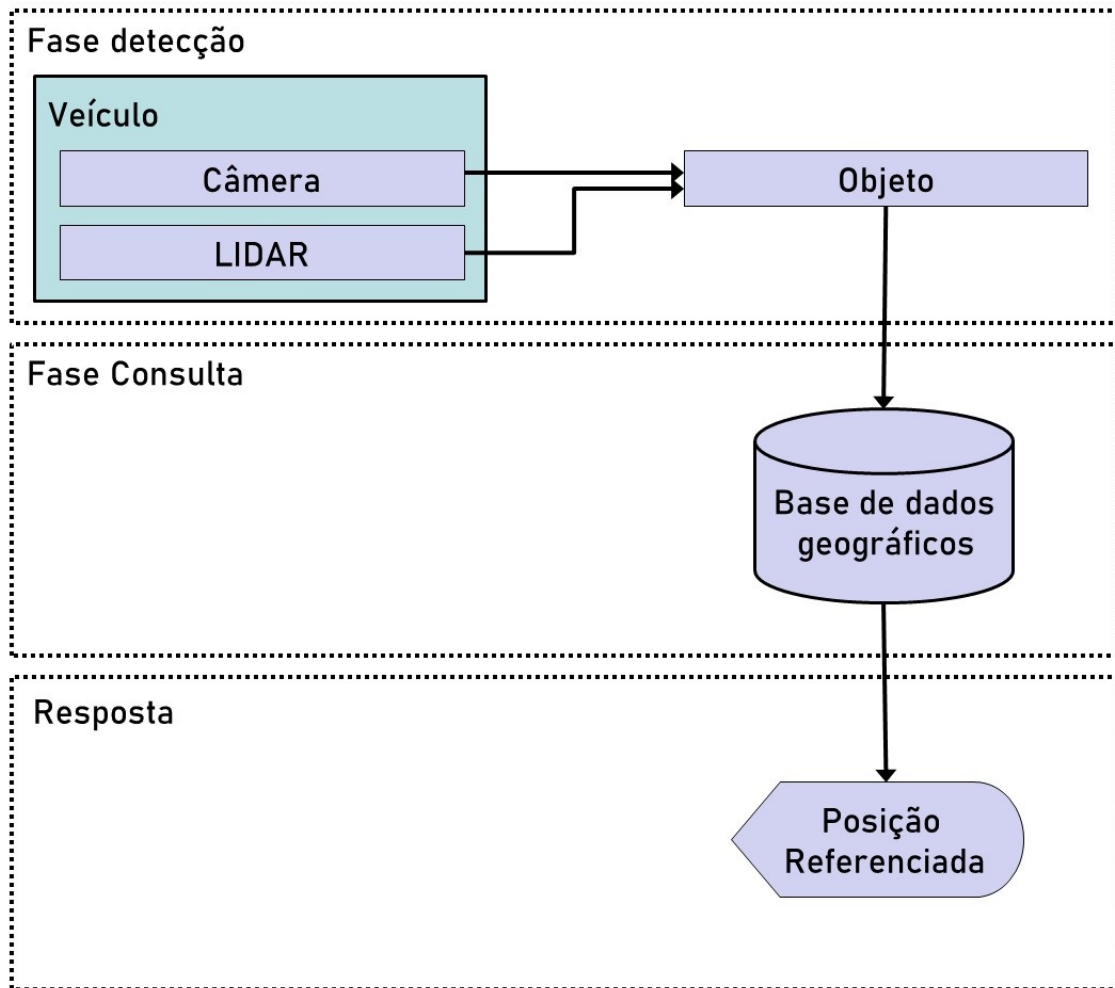 Fase detecção
Veículo
Câmera
Objeto
LIDAR
Fase Consulta
Base de dados
geográficos
Resposta
Posição
Referenciada